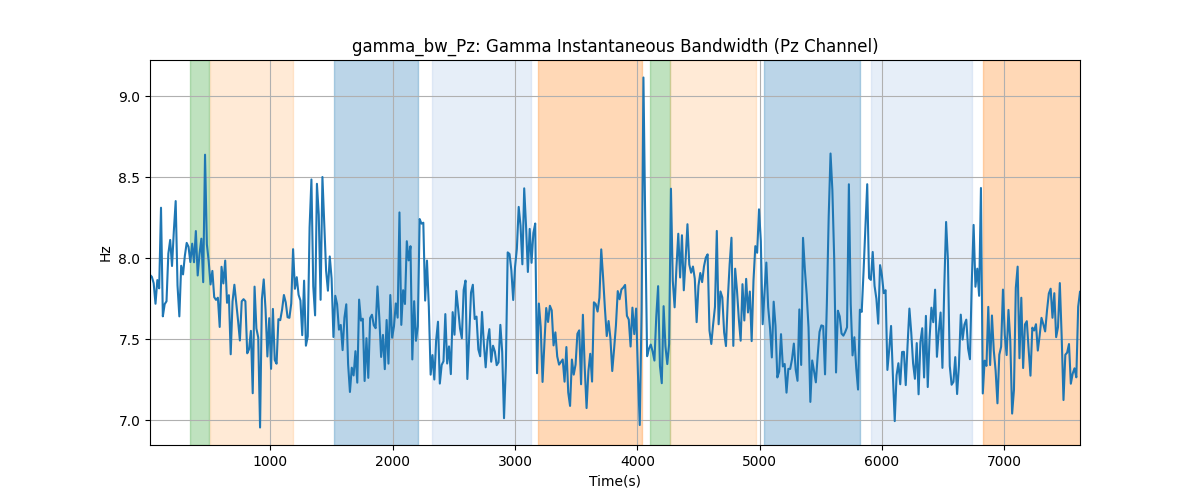 gamma_bw_Pz: Gamma Instantaneous Bandwidth (Pz Channel)
9.0
8.5
8.0
7.5
7.0
Hz
1000 2000 3000 4000 5000 6000 7000
Time(s)